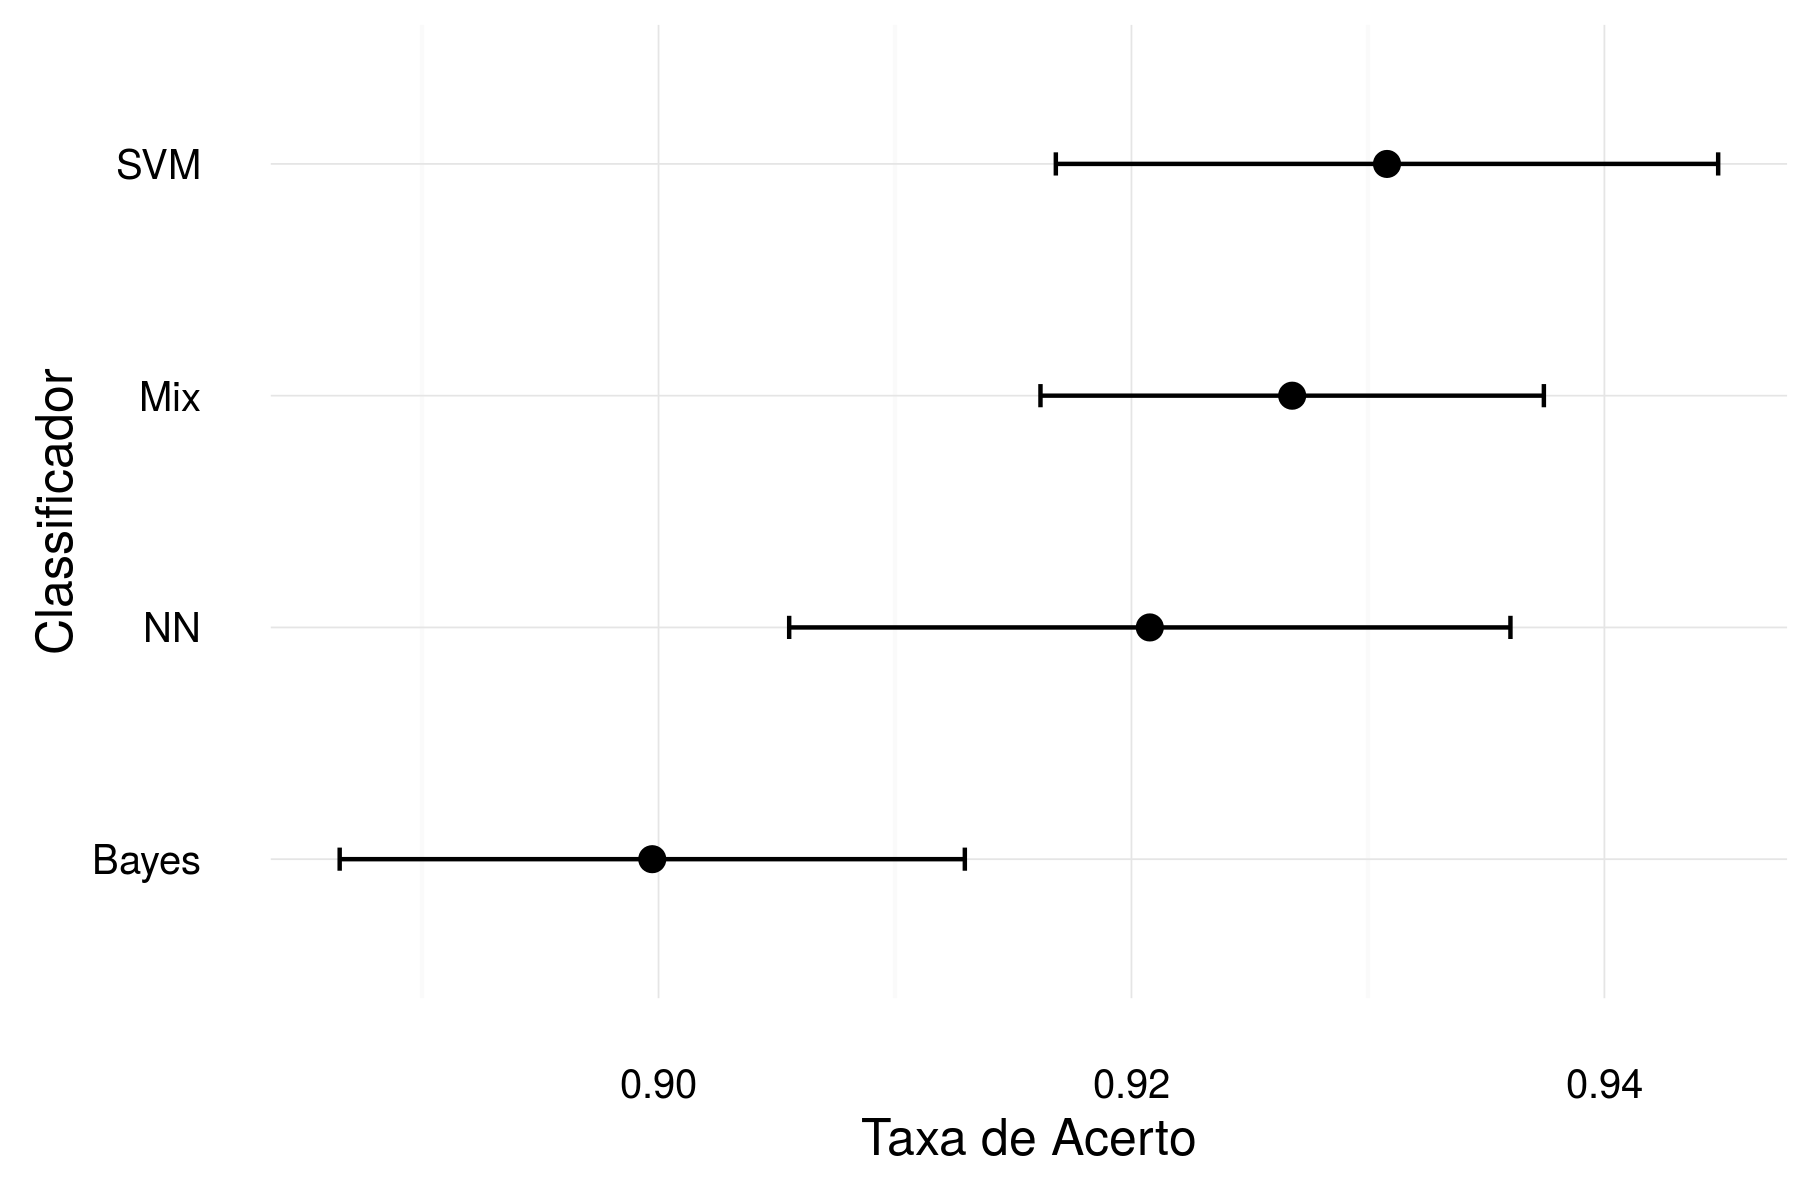 Classificador
SVM
Mix
NN
Bayes
0.90 0.92 0.94
Taxa de Acerto